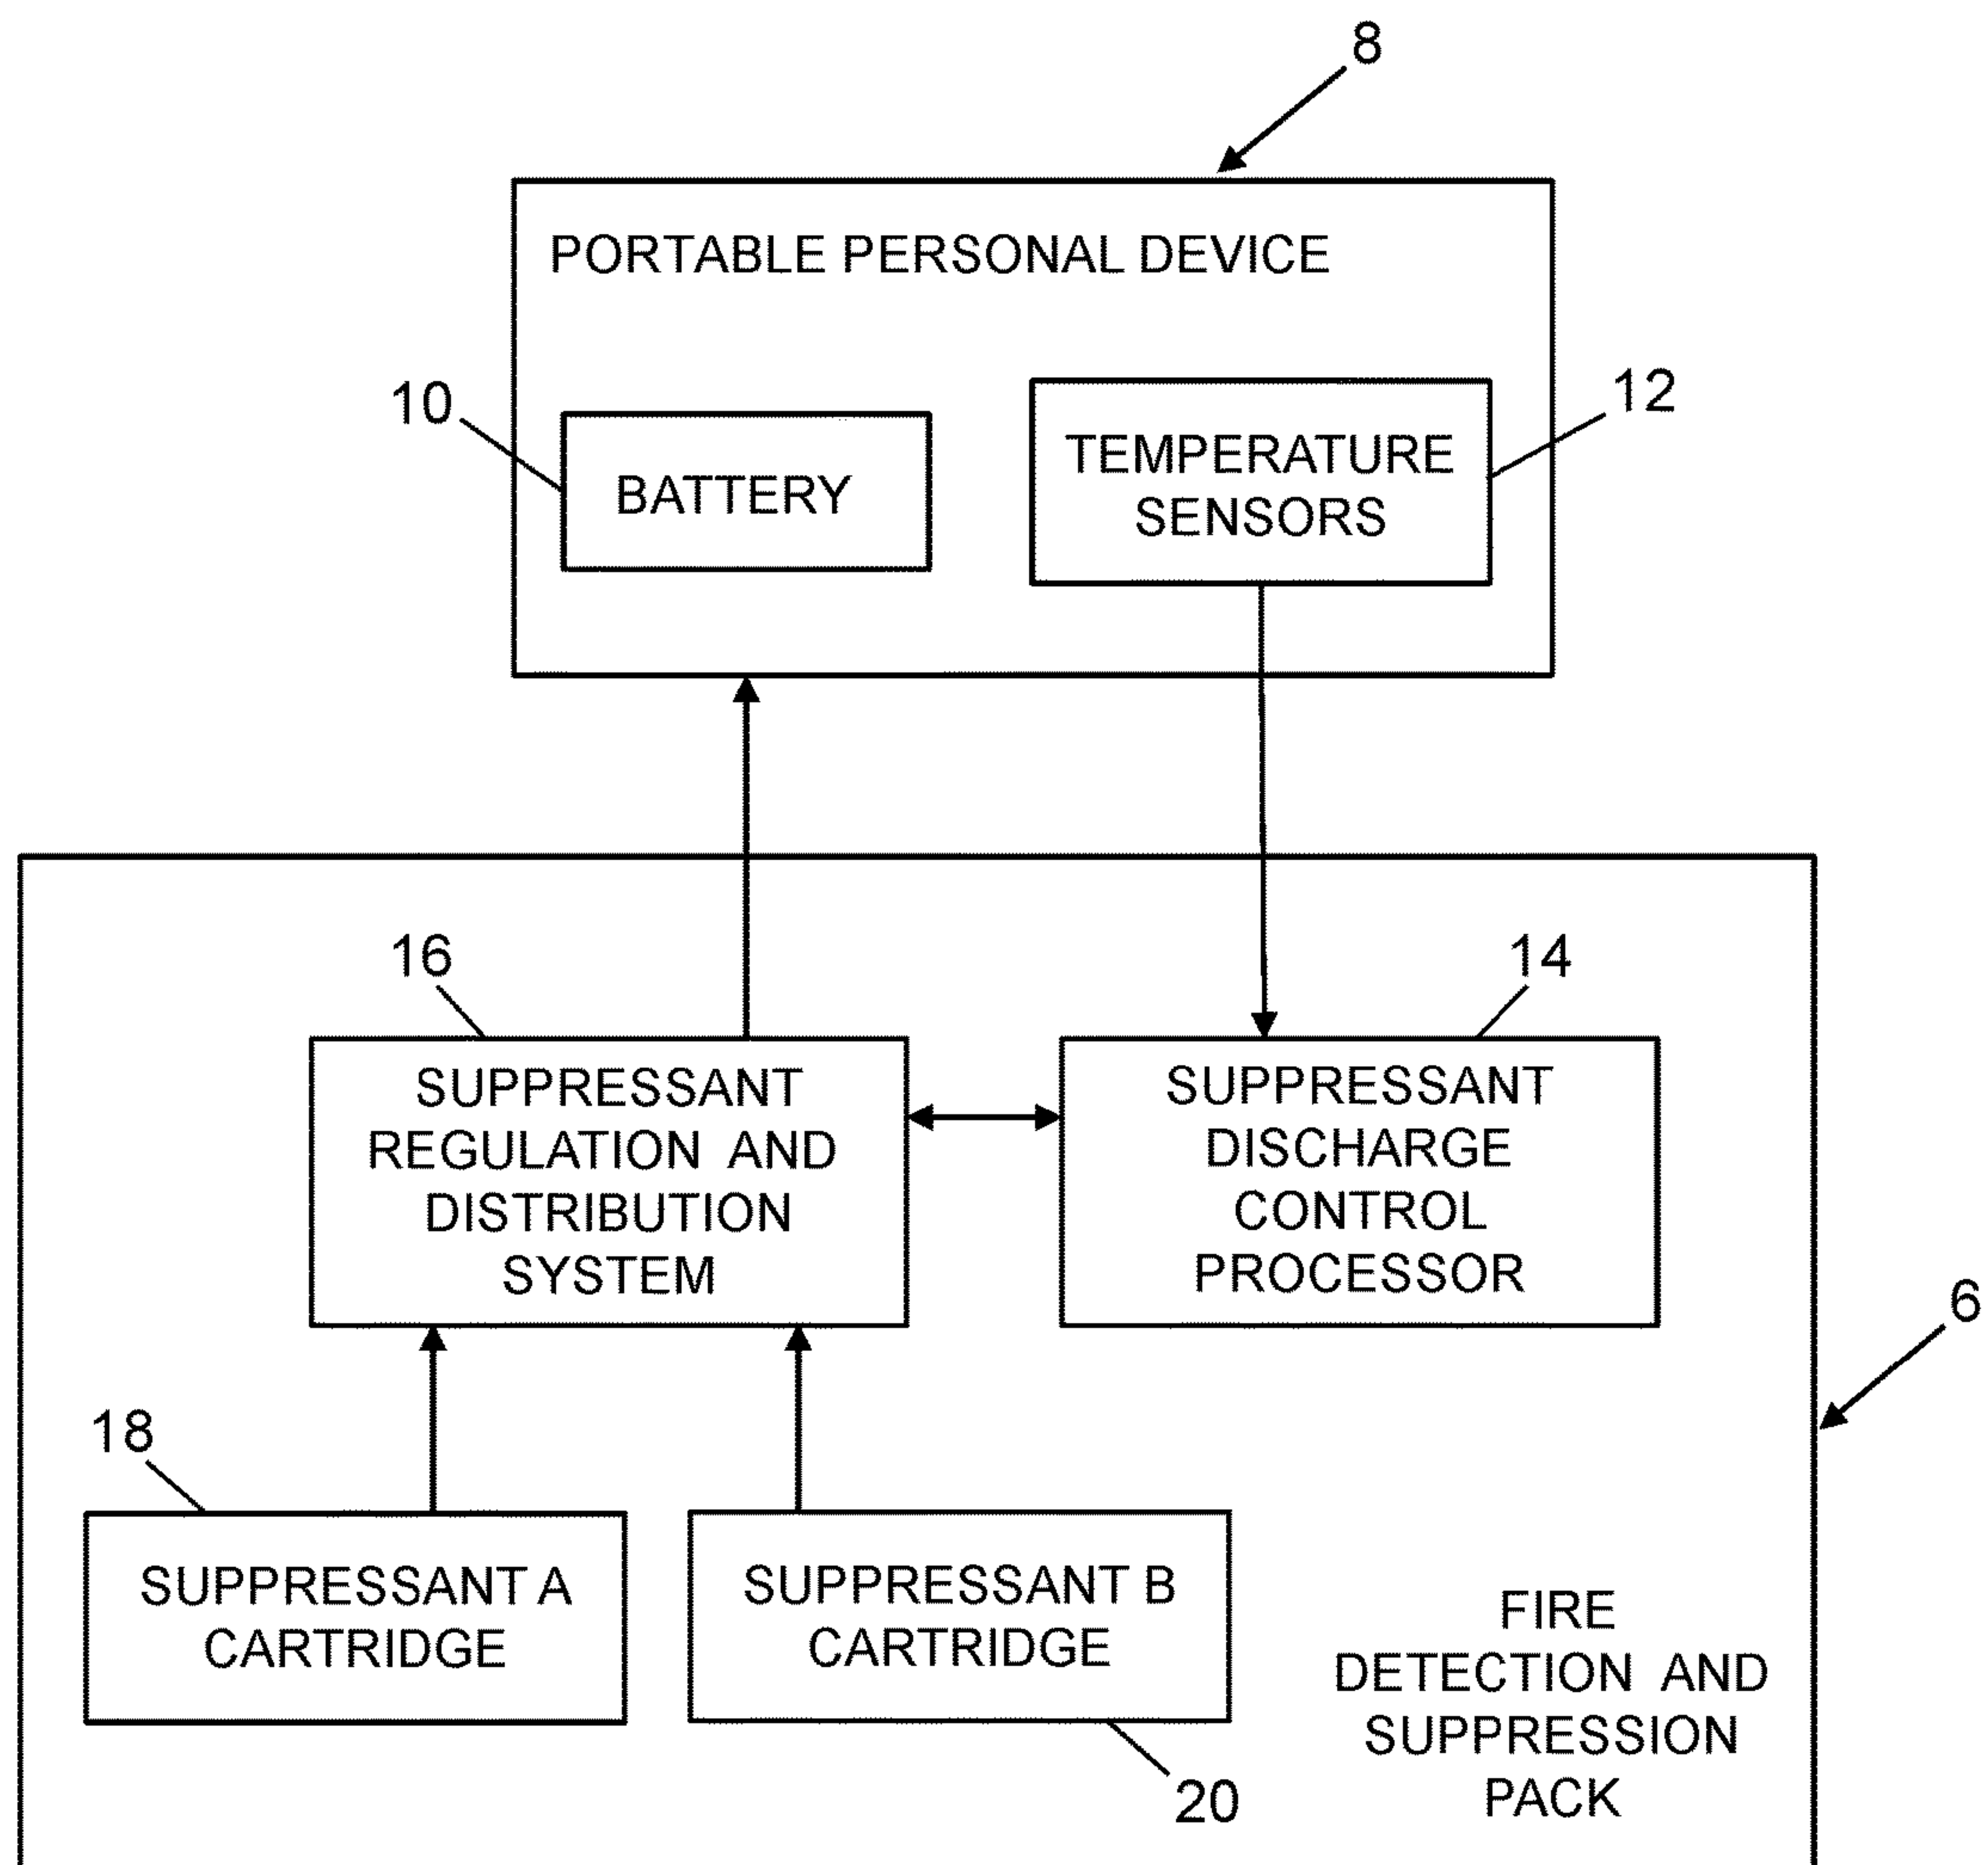 8
PORTABLE PERSONAL DEVICE
10
12
BATTERY
TEMPERATURE
SENSORS
16
14
SUPPRESSANT
REGULATION AND
DISTRIBUTION
SYSTEM
SUPPRESSANT
DISCHARGE
CONTROL
PROCESSOR
6
18
SUPPRESSANT A
CARTRIDGE
SUPPRESSANT B
CARTRIDGE
20
FIRE
DETECTION AND
SUPPRESSION
PACK